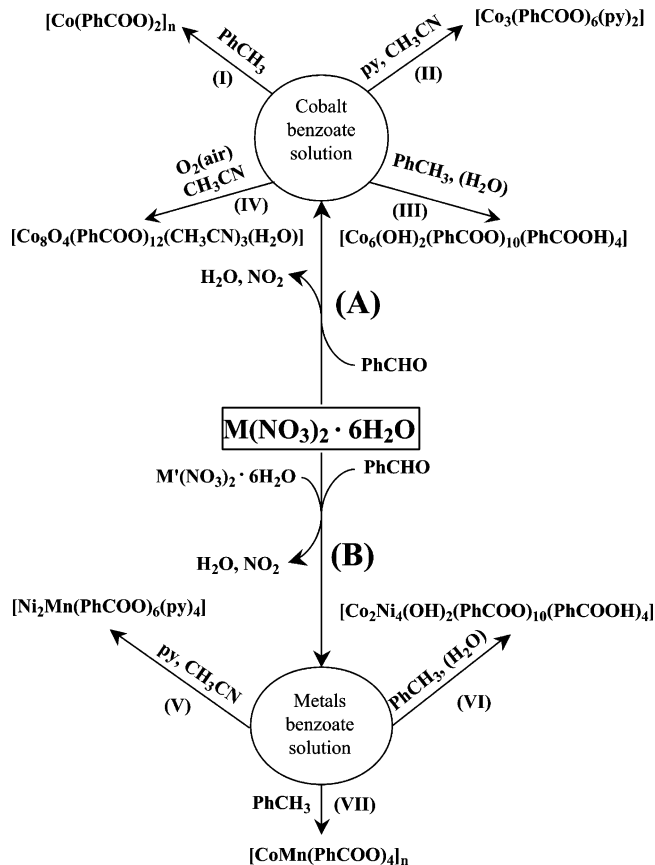 [Co(PhCOO)₂]ₙ
[Co₃(PhCOO)₆(py)₂]
PhCH₃
(I)
py, CH₃CN
(II)
Cobalt
benzoate
solution
O₂(air)
CH₃CN
(IV)
PhCH₃, (H₂O)
(III)
[Co₈O₄(PhCOO)₁₂(CH₃CN)₃(H₂O)]
[Co₆(OH)₂(PhCOO)₁₀(PhCOOH)₄]
H₂O, NO₂
(A)
PhCHO
M(NO₃)₂ · 6H₂O
M'(NO₃)₂ · 6H₂O
PhCHO
H₂O, NO₂
(B)
[Ni₂Mn(PhCOO)₆(py)₄]
[Co₂Ni₄(OH)₂(PhCOO)₁₀(PhCOOH)₄]
py, CH₃CN
(V)
PhCH₃, (H₂O)
(VI)
Metals
benzoate
solution
PhCH₃
(VII)
[CoMn(PhCOO)₄]ₙ